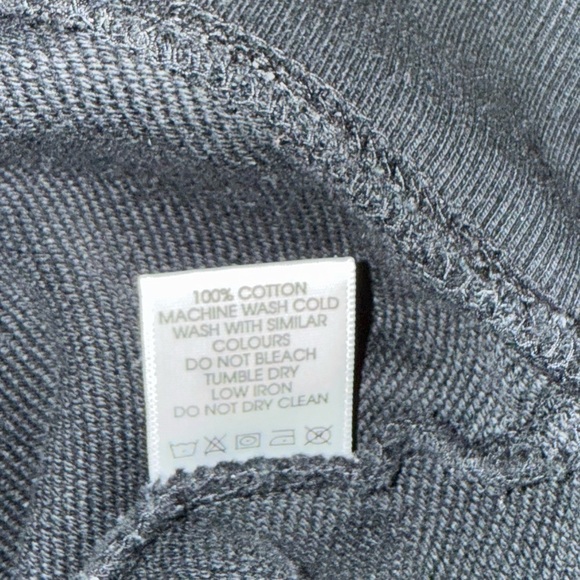 100% COTTON
MACHINE WASH COLD
WASH WITH SIMILAR
COLOURS
DO NOT BLEACH
TUMBLE DRY
LOW IRON
DO NOT DRY CLEAN